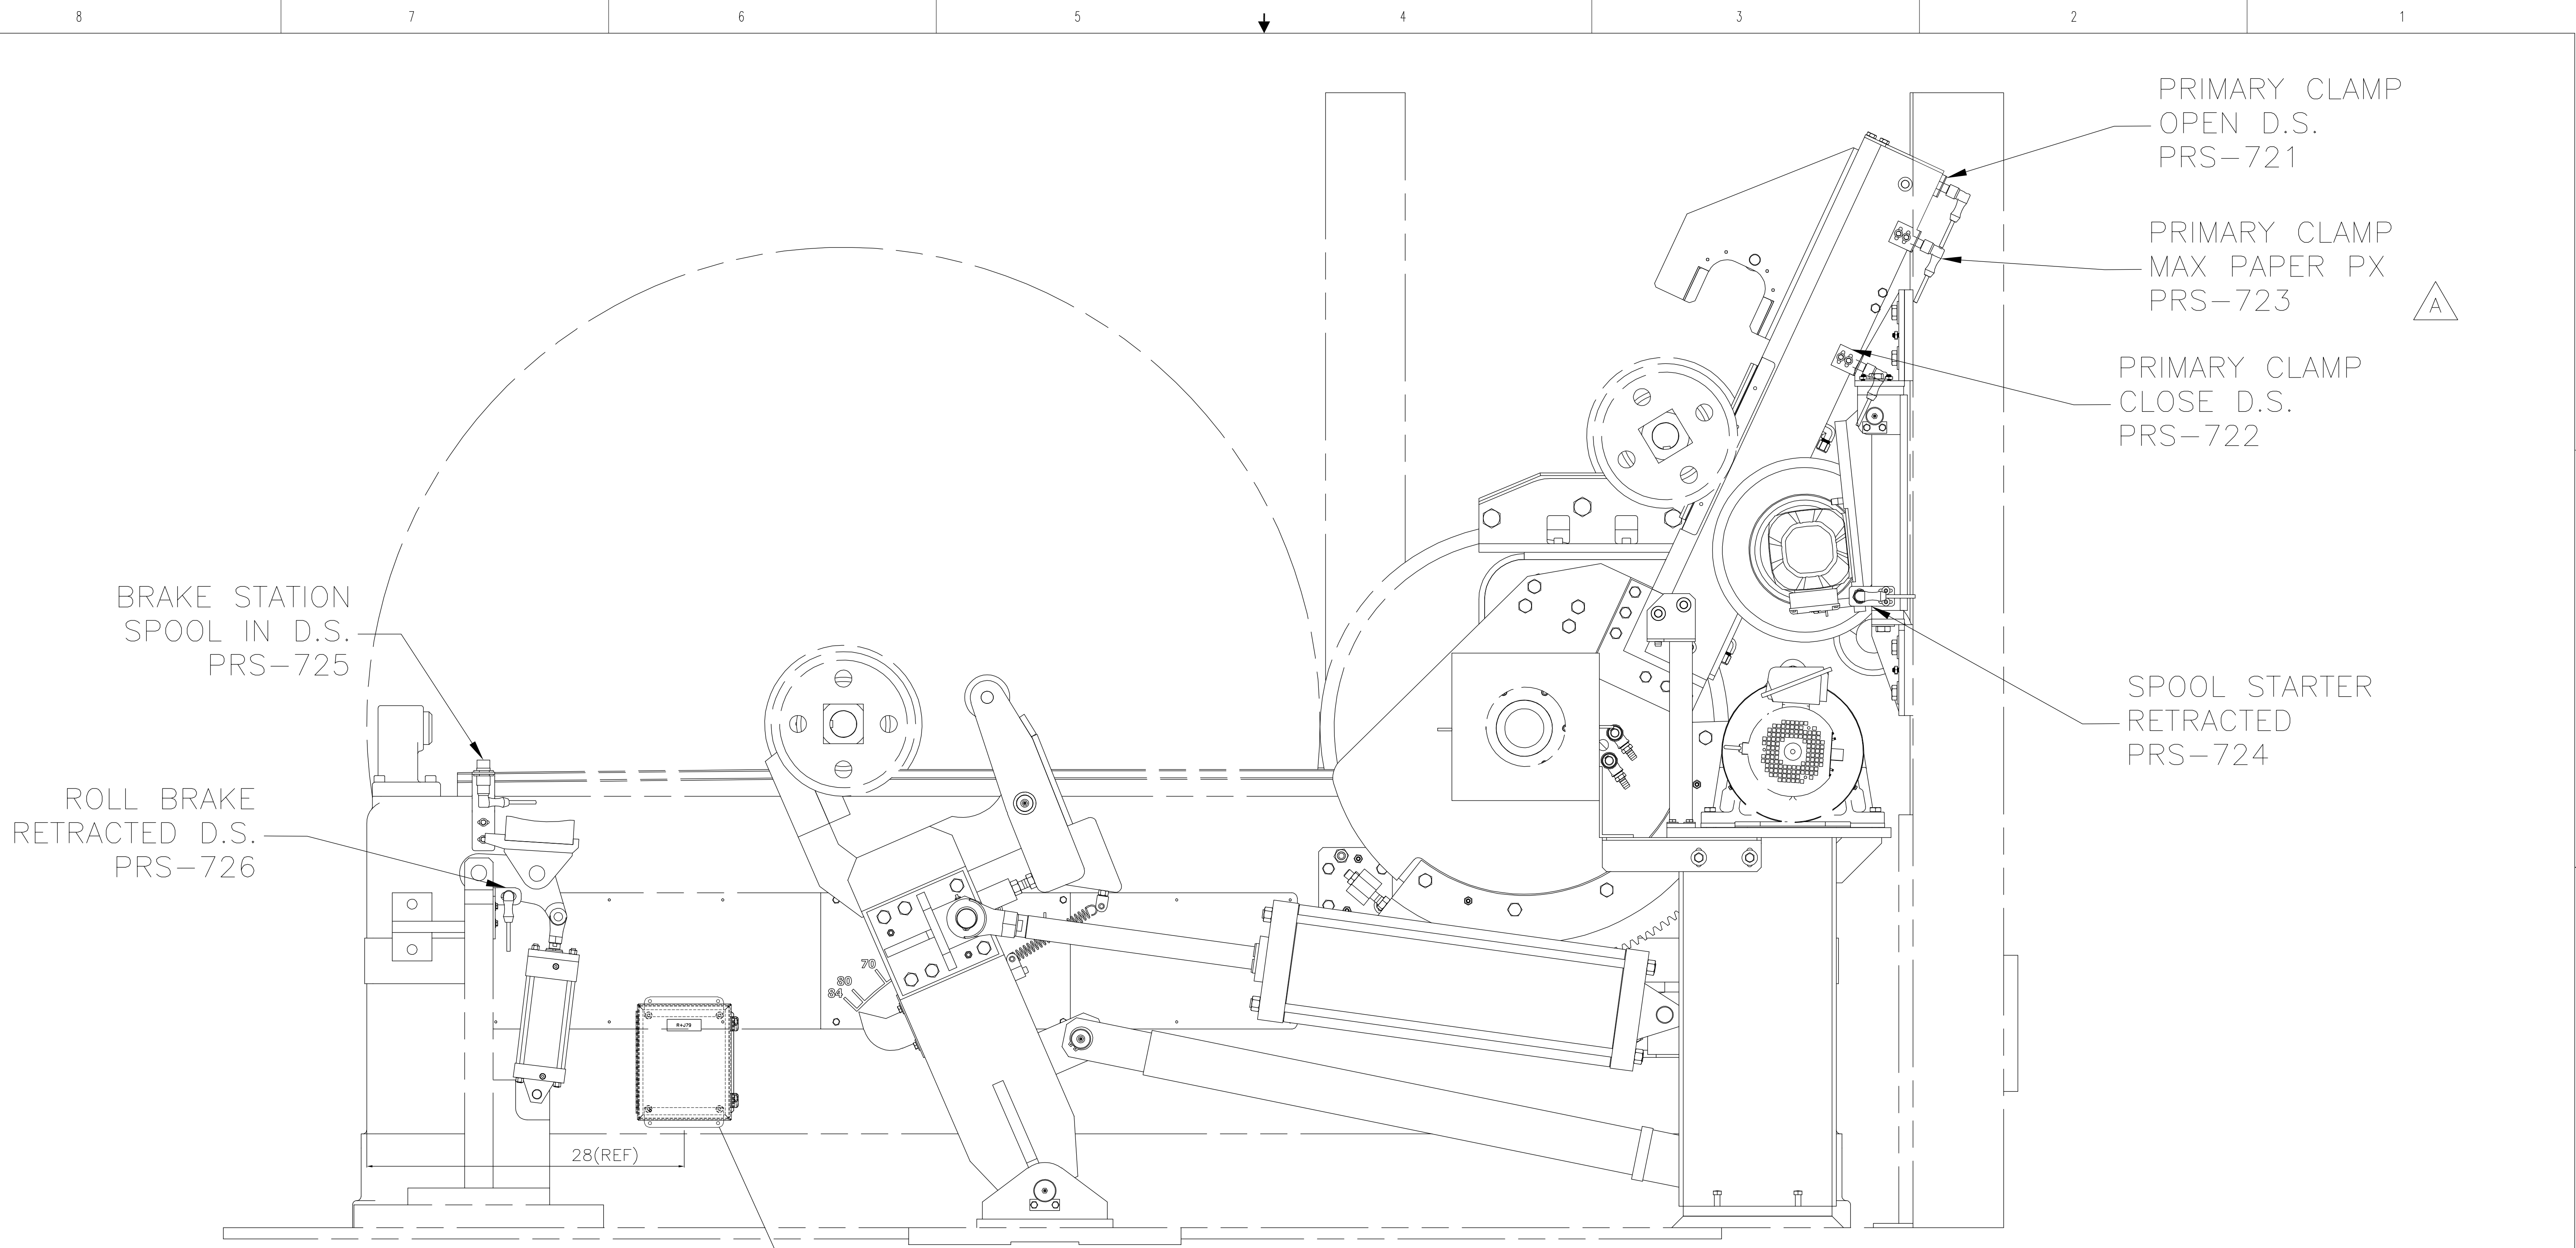 8 7 6 5 4 3 2 1
PRIMARY CLAMP
OPEN D.S.
PRS-721
PRIMARY CLAMP
MAX PAPER PX
PRS-723
A
PRIMARY CLAMP
CLOSE D.S.
PRS-722
BRAKE STATION
SPOOL IN D.S.
PRS-725
SPOOL STARTER
RETRACTED
PRS-724
ROLL BRAKE
RETRACTED D.S.
PRS-726
70
80
84
28(REF)